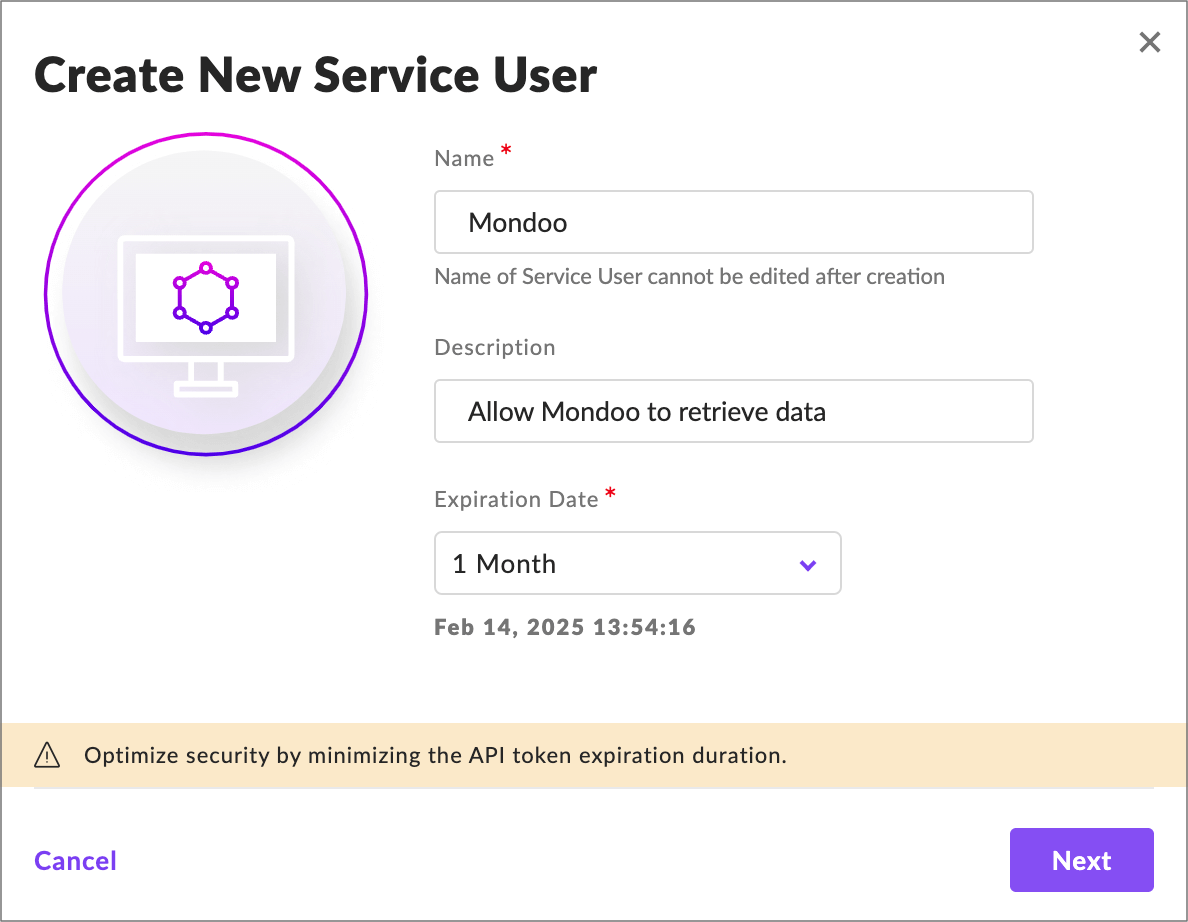 Create New Service User
Name *
Mondoo
Name of Service User cannot be edited after creation
Description
Allow Mondoo to retrieve data
Expiration Date *
1 Month
Feb 14, 2025 13:54:16
Optimize security by minimizing the API token expiration duration.
Cancel
Next